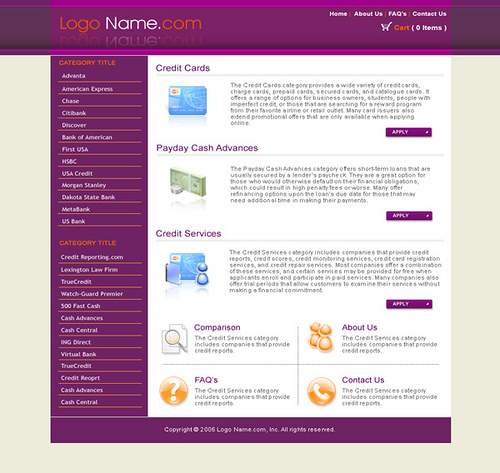 Logo Name.com
Home | About Us | FAQ's | Contact Us
Cart ( 0 Items )
CATEGORY TITLE
Advanta
American Express
Chase
Citibank
Discover
Bank of American
First USA
HSBC
USA Credit
Morgan Stanley
Dakota State Bank
MetaBank
US Bank
CATEGORY TITLE
Credit Reporting.com
Lexington Law Firm
TrueCredit
Watch-Guard Premier
500 Fast Cash
Cash Advances
Cash Central
ING Direct
Virtual Bank
TrueCredit
Credit Reoprt
Cash Advances
Cash Central
Credit Cards
The Credit Cards category provides a wide variety of credit cards,
charge cards, prepaid cards, secured cards, and catalogue cards. It
offers a range of options for business owners, students, people with
imperfect credit, or those that are searching for a reward program
from their favorite airline or retail outlet. Many card issuers also
extend promotional offers that are only available when applying
online.
APPLY
Payday Cash Advances
The Payday Cash Advances category offers short-term loans that are
usually secured by a lender's paycheck. They are a great option for
those who would otherwise default on their financial obligations,
which could result in high penalty fees or worse. Many offer
refinancing options upon the loan's due date for those that may
need additional time in making their payments.
APPLY
Credit Services
The Credit Services category includes companies that provide credit
reports, credit scores, credit monitoring services, credit card registration
services, and credit repair services. Most companies offer a combination
of these services, and certain services may be provided for free when
applicants enroll and participate in paid services. Many companies also
offer trial periods that allow customers to examine their services without
making a financial commitment.
APPLY
Comparison
The Credit Services category
includes companies that provide
credit reports.
About Us
The Credit Services category
includes companies that provide
credit reports.
FAQ's
The Credit Services category
includes companies that provide
credit reports.
Contact Us
The Credit Services category
includes companies that provide
credit reports.
Copyright © 2006 Logo Name.com, Inc. All rights reserved.